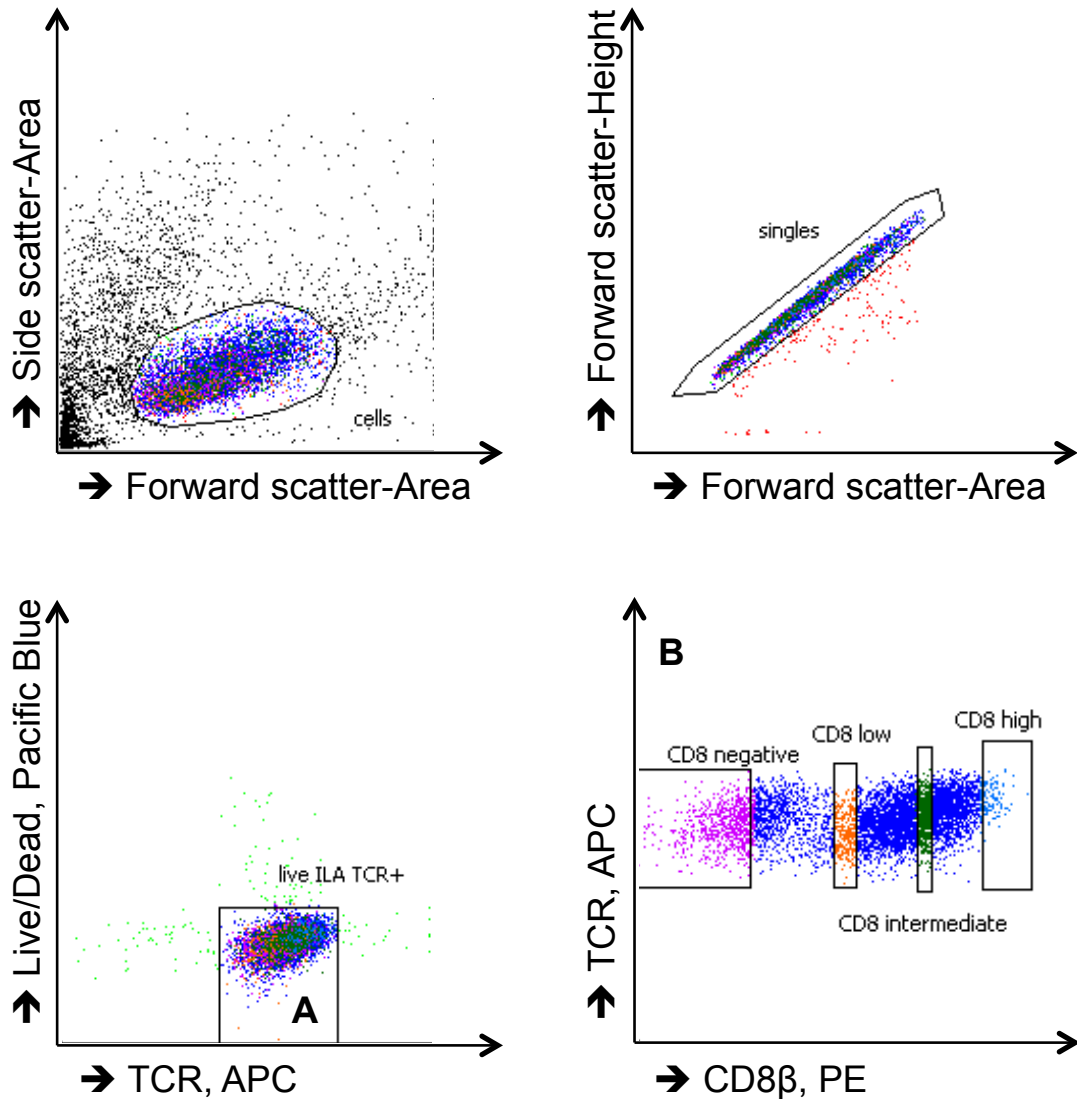 ➔ Side scatter-Area
cells
➔ Forward scatter-Area
➔ Forward scatter-Height
singles
➔ Forward scatter-Area
➔ Live/Dead, Pacific Blue
live ILA TCR+
A
➔ TCR, APC
➔ TCR, APC
B
CD8 negative
CD8 low
CD8 high
CD8 intermediate
➔ CD8β, PE